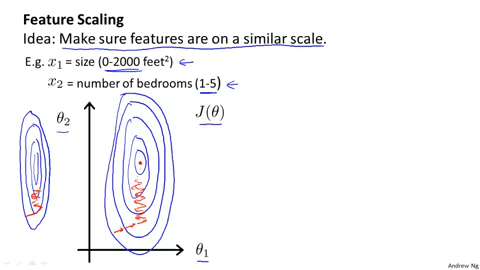 Feature Scaling
Idea: Make sure features are on a similar scale.
E.g. x₁ = size (0-2000 feet²)
x₂ = number of bedrooms (1-5)
θ₂
J(θ)
θ₁
Andrew Ng